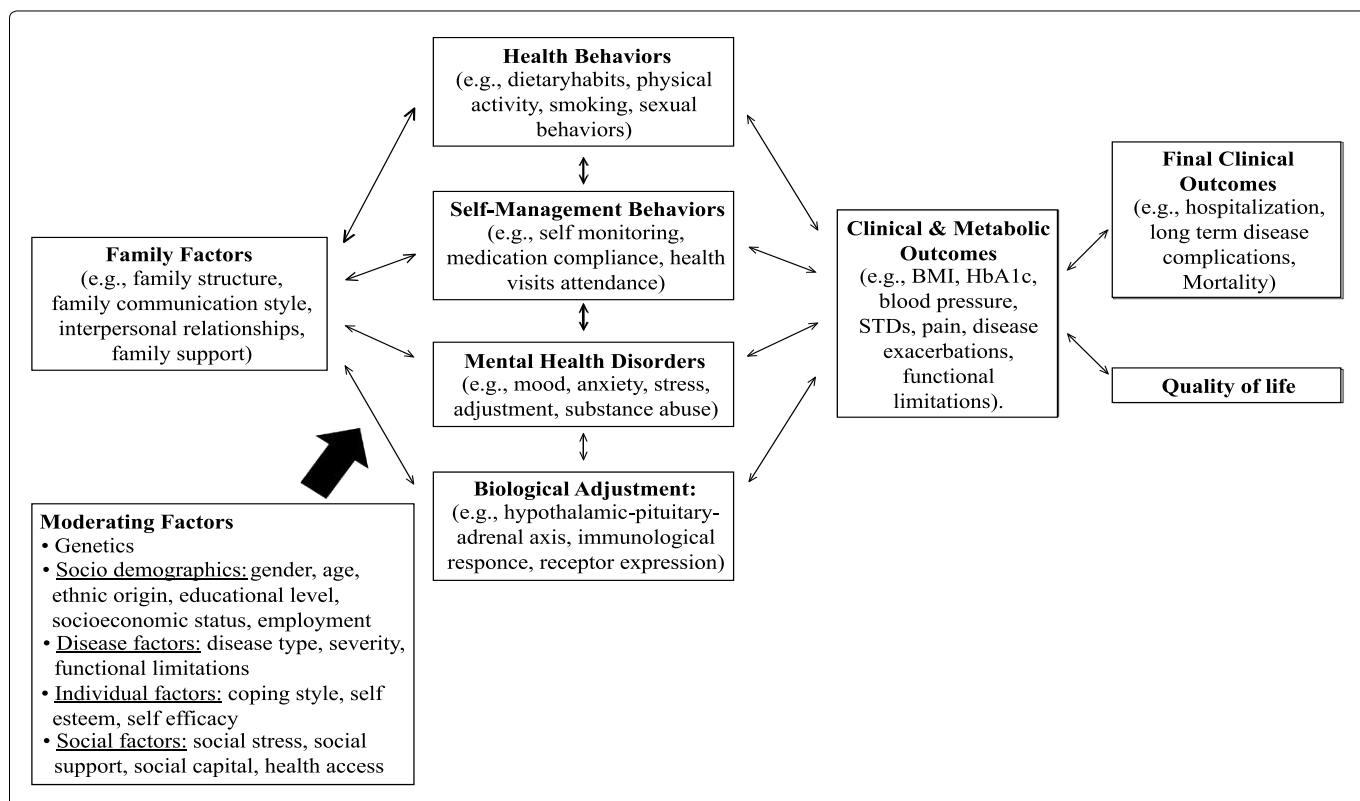 Health Behaviors
(e.g., dietaryhabits, physical
activity, smoking, sexual
behaviors)
Self-Management Behaviors
(e.g., self monitoring,
medication compliance, health
visits attendance)
Family Factors
(e.g., family structure,
family communication style,
interpersonal relationships,
family support)
Mental Health Disorders
(e.g., mood, anxiety, stress,
adjustment, substance abuse)
Biological Adjustment:
(e.g., hypothalamic-pituitary-
adrenal axis, immunological
responce, receptor expression)
Clinical & Metabolic
Outcomes
(e.g., BMI, HbA1c,
blood pressure,
STDs, pain, disease
exacerbations,
functional
limitations).
Final Clinical
Outcomes
(e.g., hospitalization,
long term disease
complications,
Mortality)
Quality of life
Moderating Factors
• Genetics
• Socio demographics: gender, age,
ethnic origin, educational level,
socioeconomic status, employment
• Disease factors: disease type, severity,
functional limitations
• Individual factors: coping style, self
esteem, self efficacy
• Social factors: social stress, social
support, social capital, health access